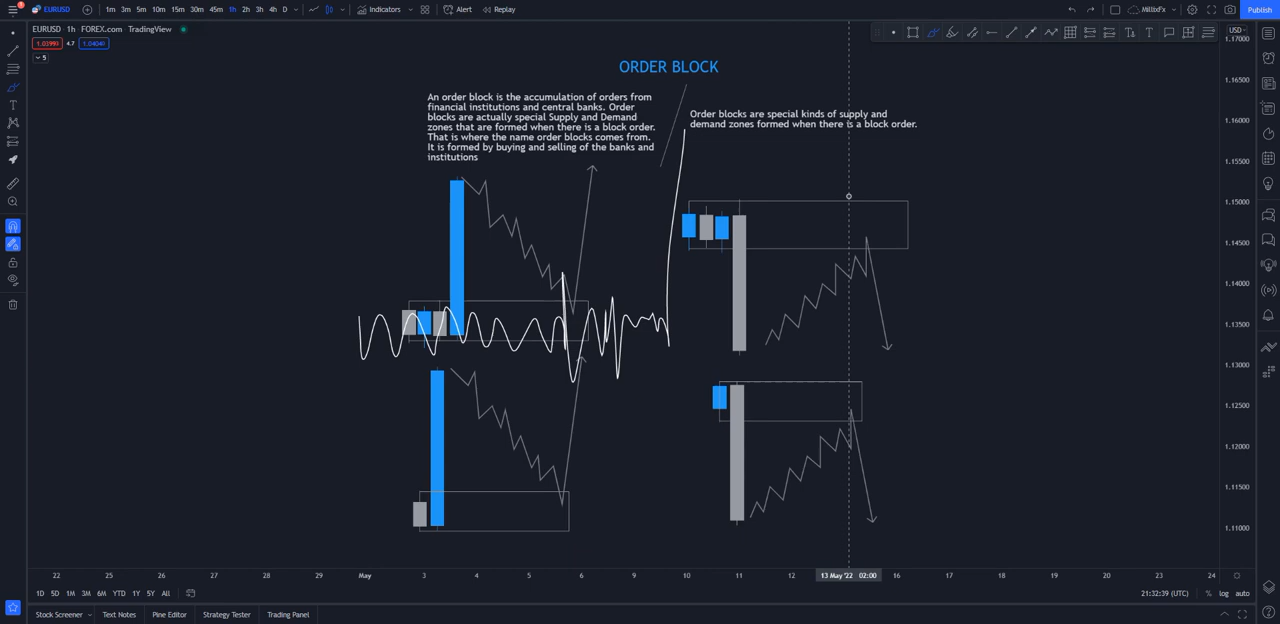 EURUSD
1m 3m 5m 10m 15m 30m 45m 1h 2h 3h 4h D
Indicators
Alert
Replay
MilltxFx
Publish
EURUSD · 1h · FOREX.com TradingView
1.03993 4.7 1.04040
5
USD
ORDER BLOCK
An order block is the accumulation of orders from
financial institutions and central banks. Order
blocks are actually special Supply and Demand
zones that are formed when there is a block order.
That is where the name order blocks comes from.
It is formed by buying and selling of the banks and
institutions
Order blocks are special kinds of supply and
demand zones formed when there is a block order.
1.17000
1.16500
1.16000
1.15500
1.15000
1.14500
1.14000
1.13500
1.13000
1.12500
1.12000
1.11500
1.11000
22 25 26 27 28 29 May 3 4 5 6 9 10 11 12 13 May '22 02:00 16 17 18 19 20 23 24
1D 5D 1M 3M 6M YTD 1Y 5Y All
21:32:39 (UTC) % log auto
Stock Screener Text Notes Pine Editor Strategy Tester Trading Panel